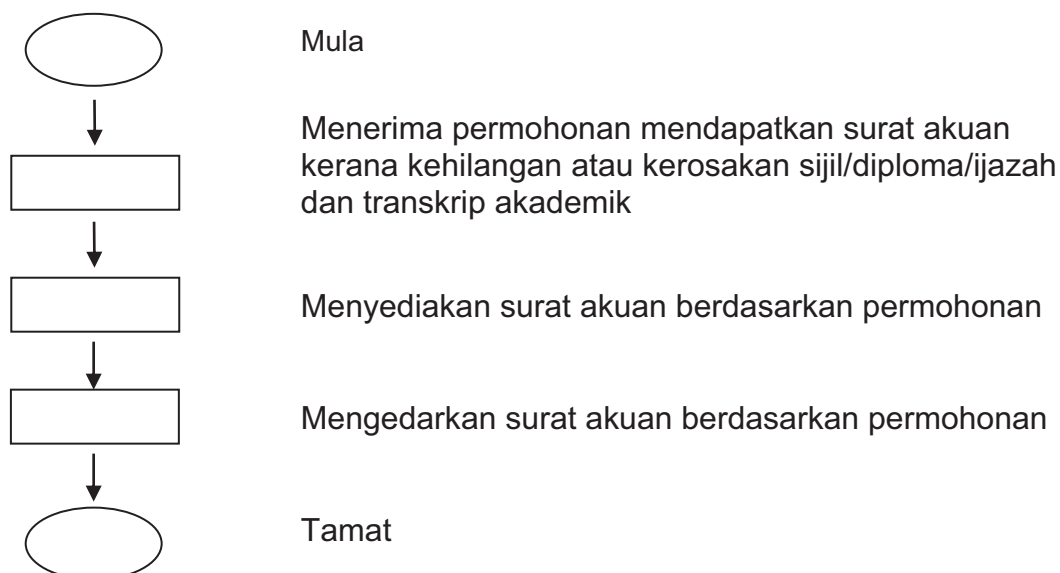 Mula
Menerima permohonan mendapatkan surat akuan
kerana kehilangan atau kerosakan sijil/diploma/ijazah
dan transkrip akademik
Menyediakan surat akuan berdasarkan permohonan
Mengedarkan surat akuan berdasarkan permohonan
Tamat